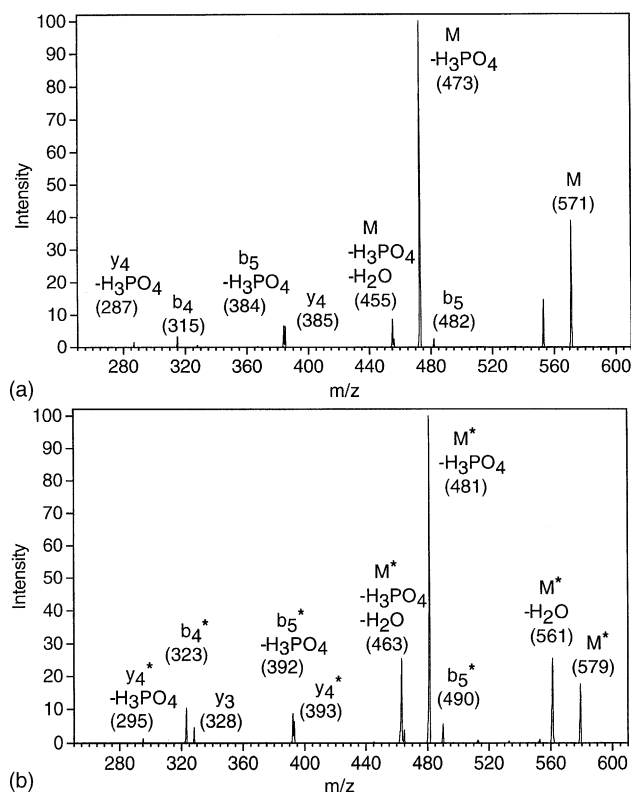 100
90
80
70
60
50
40
30
20
10
0
Intensity
M
-H3PO4
(473)
M
(571)
M
-H3PO4
-H2O
(455)
b5
-H3PO4
(384)
y4
(385)
y4
-H3PO4
(287)
b4
(315)
b5
(482)
280 320 360 400 440 480 520 560 600
m/z
(a)
100
90
80
70
60
50
40
30
20
10
0
Intensity
M*
-H3PO4
(481)
M*
-H3PO4
-H2O
(463)
M*
-H2O
(561)
M*
(579)
b4*
(323)
b5*
-H3PO4
(392)
y4*
(393)
y4*
-H3PO4
(295)
y3
(328)
b5*
(490)
280 320 360 400 440 480 520 560 600
m/z
(b)